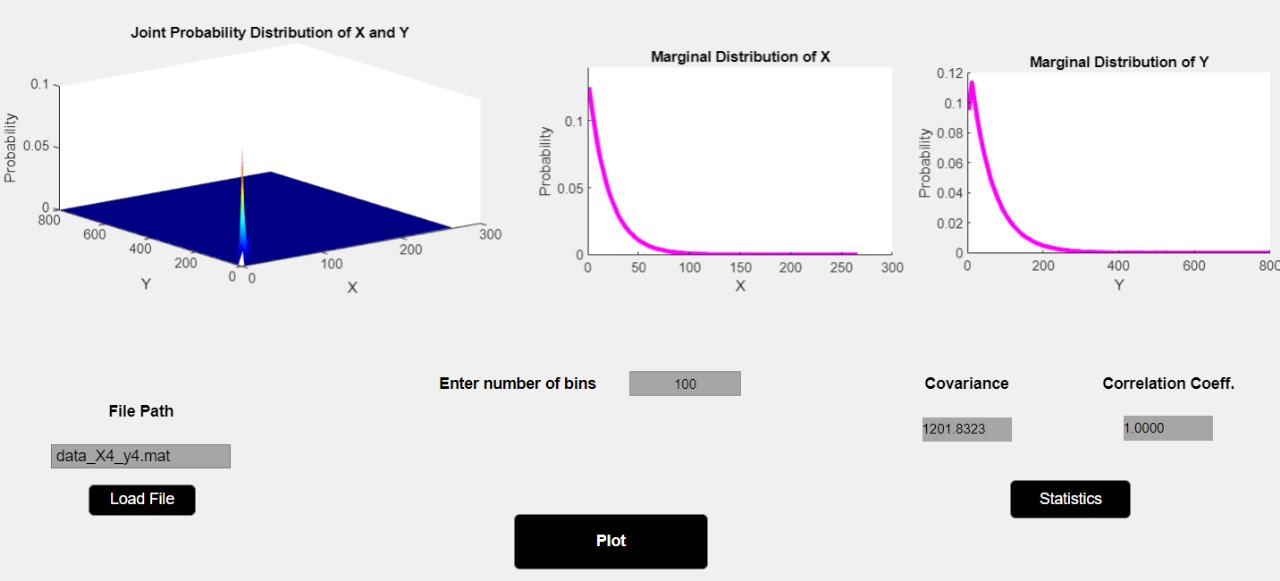 Joint Probability Distribution of X and Y
0.1
0.05
0
Probability
800
600
400
200
0
Y
0
100
200
300
X
Marginal Distribution of X
0.1
0.05
0
Probability
0
50
100
150
200
250
300
X
Marginal Distribution of Y
0.12
0.1
0.08
0.06
0.04
0.02
0
Probability
0
200
400
600
800
Y
Enter number of bins
100
Covariance
Correlation Coeff.
File Path
1201.8323
1.0000
data_X4_y4.mat
Load File
Statistics
Plot